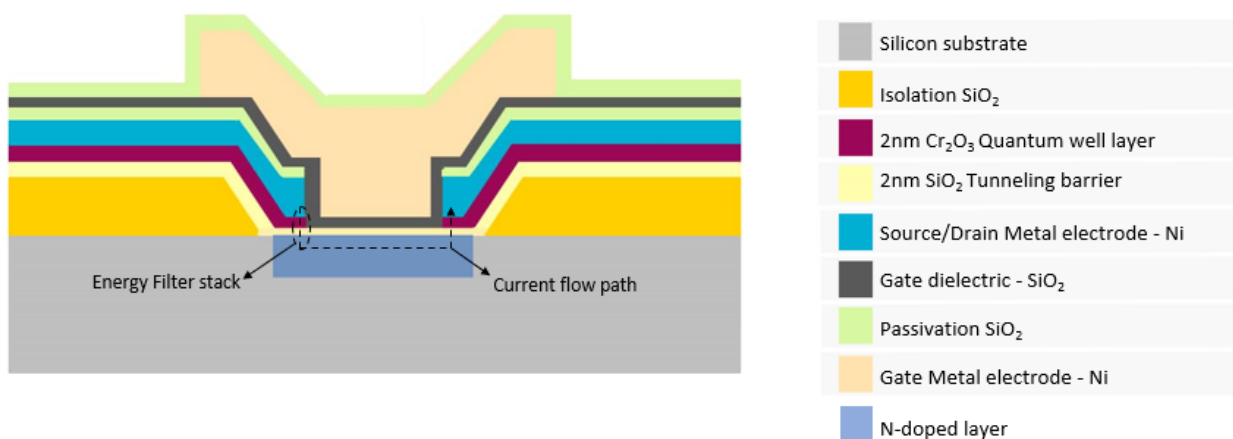 Energy Filter stack
Current flow path
Silicon substrate
Isolation SiO₂
2nm Cr₂O₃ Quantum well layer
2nm SiO₂ Tunneling barrier
Source/Drain Metal electrode - Ni
Gate dielectric - SiO₂
Passivation SiO₂
Gate Metal electrode - Ni
N-doped layer